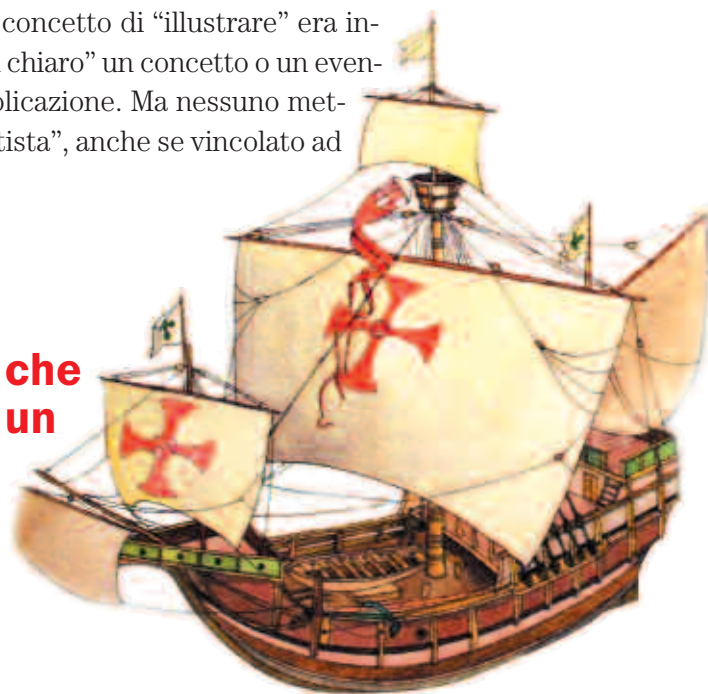 concetto di “illustrare” era in-
chiaro” un concetto o un even-
plicazione. Ma nessuno met-
tista”, anche se vincolato ad
che
un